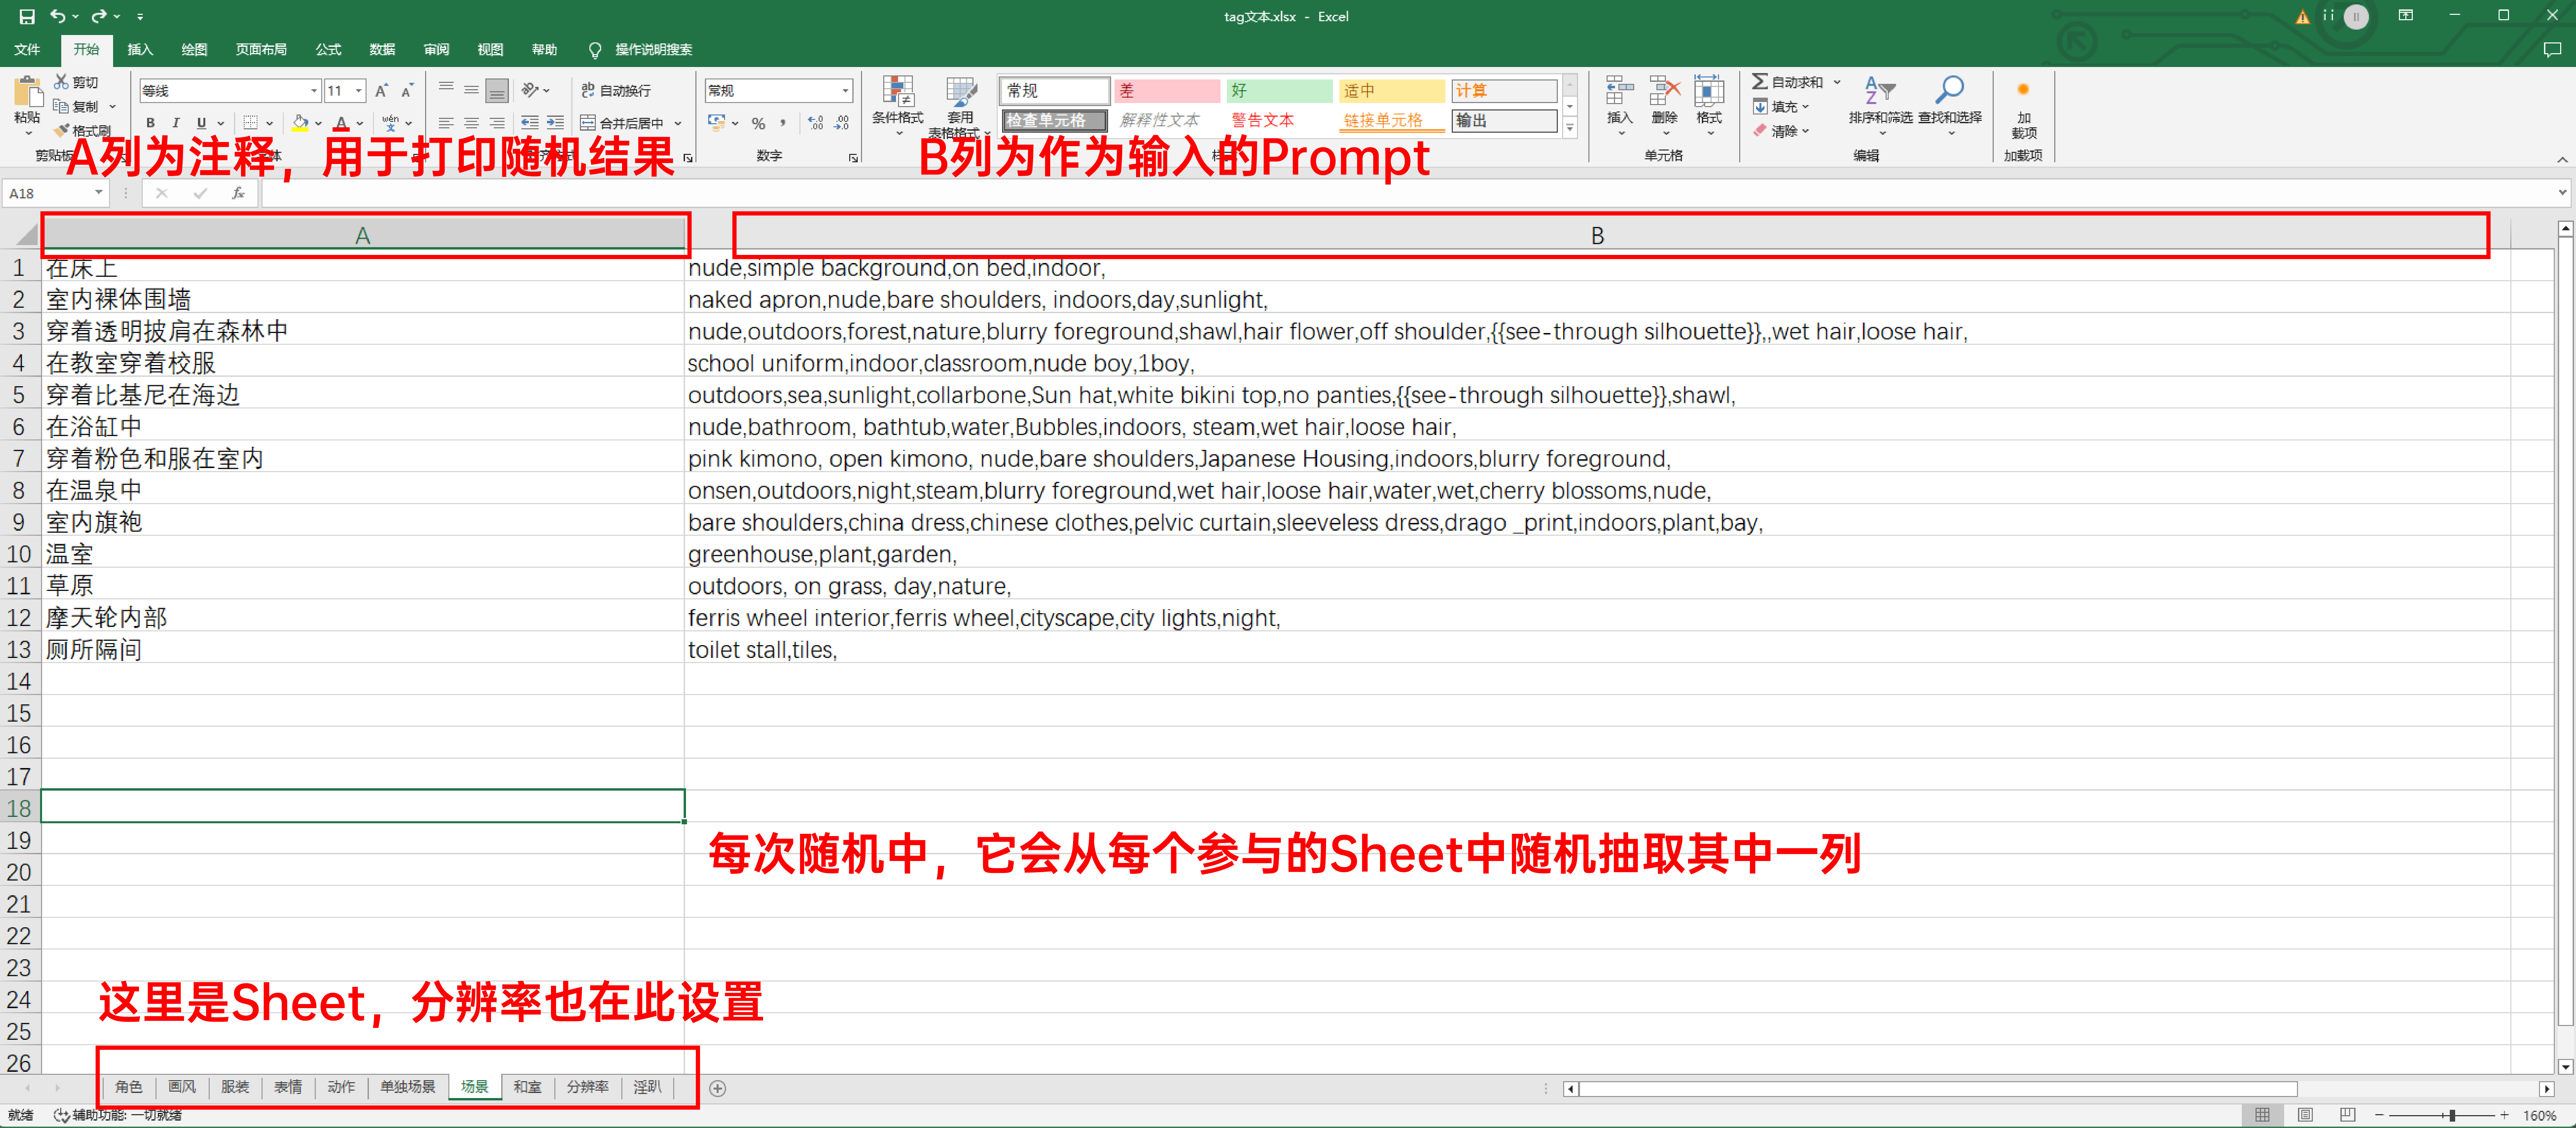 tag文本.xlsx - Excel
文件 开始 插入 绘图 页面布局 公式 数据 审阅 视图 帮助 操作说明搜索
粘贴 剪切 复制 格式刷
等线 11
B I U A wén 文
ab 自动换行
合并后居中
常规
% , .00 .0
条件格式 套用表格格式
常规 差 好 适中 计算
检查单元格 解释性文本 警告文本 链接单元格 输出
插入 删除 格式
自动求和 填充 清除
排序和筛选 查找和选择
加载项
剪贴板 数字 单元格 编辑 加载项
A列为注释,用于打印随机结果
B列为作为输入的Prompt
A18 fx
A B
1 在床上 nude,simple background,on bed,indoor,
2 室内裸体围墙 naked apron,nude,bare shoulders, indoors,day,sunlight,
3 穿着透明披肩在森林中 nude,outdoors,forest,nature,blurry foreground,shawl,hair flower,off shoulder,{{see-through silhouette}},,wet hair,loose hair,
4 在教室穿着校服 school uniform,indoor,classroom,nude boy,1boy,
5 穿着比基尼在海边 outdoors,sea,sunlight,collarbone,Sun hat,white bikini top,no panties,{{see-through silhouette}},shawl,
6 在浴缸中 nude,bathroom, bathtub,water,Bubbles,indoors, steam,wet hair,loose hair,
7 穿着粉色和服在室内 pink kimono, open kimono, nude,bare shoulders,Japanese Housing,indoors,blurry foreground,
8 在温泉中 onsen,outdoors,night,steam,blurry foreground,wet hair,loose hair,water,wet,cherry blossoms,nude,
9 室内旗袍 bare shoulders,china dress,chinese clothes,pelvic curtain,sleeveless dress,drago _print,indoors,plant,bay,
10 温室 greenhouse,plant,garden,
11 草原 outdoors, on grass, day,nature,
12 摩天轮内部 ferris wheel interior,ferris wheel,cityscape,city lights,night,
13 厕所隔间 toilet stall,tiles,
14
15
16
17
18
19
每次随机中,它会从每个参与的Sheet中随机抽取其中一列
20
21
22
23
24
这里是Sheet,分辨率也在此设置
25
26
角色 画风 服装 表情 动作 单独场景 场景 和室 分辨率 淫趴
就绪 辅助功能: 一切就绪 160%